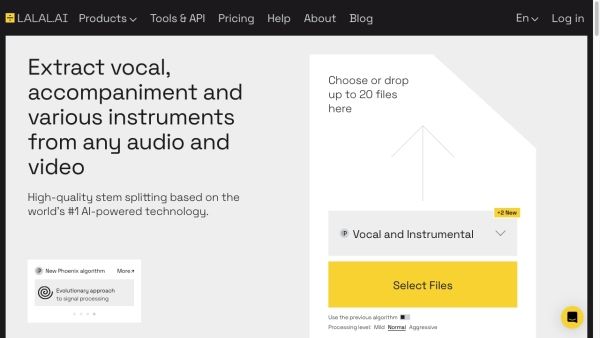 LALAL.AI Products Tools & API Pricing Help About Blog En Log in
Extract vocal,
accompaniment and
various instruments
from any audio and
video
High-quality stem splitting based on the
world's #1 AI-powered technology.
P New Phoenix algorithm More
Evolutionary approach
to signal processing
Choose or drop
up to 20 files
here
+2 New
P Vocal and Instrumental
Select Files
Use the previous algorithm
Processing level: Mild Normal Aggressive